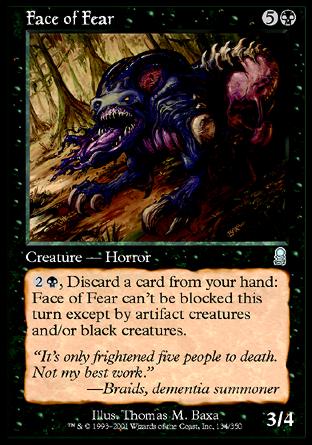 Face of Fear 5
Creature — Horror
2, Discard a card from your hand:
Face of Fear can't be blocked this
turn except by artifact creatures
and/or black creatures.
"It's only frightened five people to death.
Not my best work."
—Braids, dementia summoner
Illus. Thomas M. Baxa
™ & © 1993–2001 Wizards of the Coast, Inc. 134/350
3/4